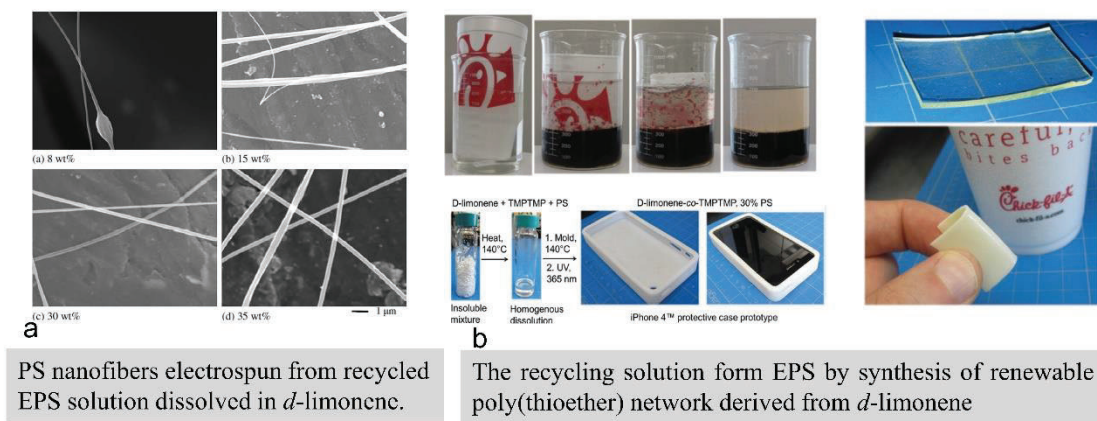 (a) 8 wt%
(b) 15 wt%
(c) 30 wt%
(d) 35 wt%
1 μm
a
D-limonene + TMPTMP + PS
Heat,
140°C
1. Mold,
140°C
2. UV,
365 nm
Insoluble
mixture
Homogenous
dissolution
D-limonene-co-TMPTMP, 30% PS
iPhone 4™ protective case prototype
carefull
bites bac
Chick-fil-A
b
PS nanofibers electrospun from recycled
EPS solution dissolved in d-limonene.
The recycling solution form EPS by synthesis of renewable
poly(thioether) network derived from d-limonene